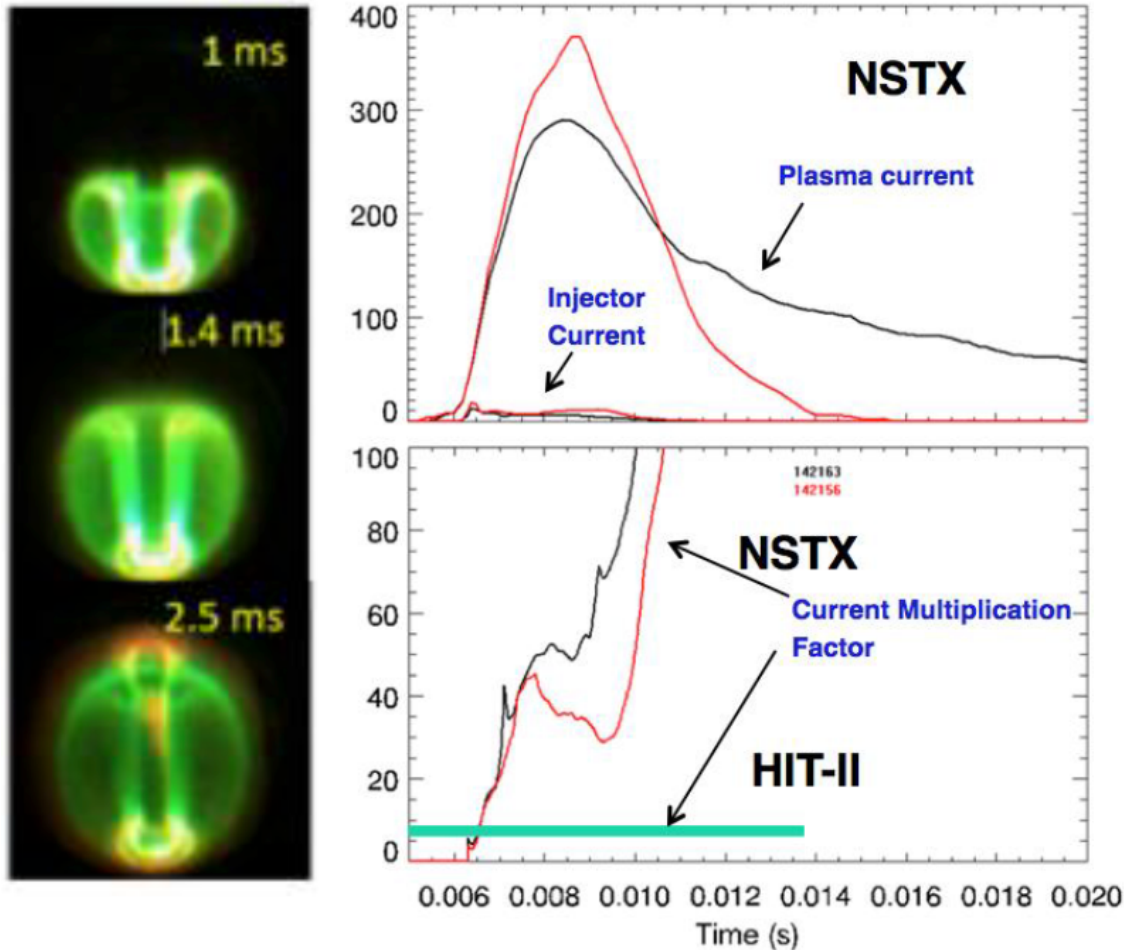 1 ms
1.4 ms
2.5 ms
400
300
200
100
0
NSTX
Plasma current
Injector
Current
100
80
60
40
20
0
142163
142156
NSTX
Current Multiplication
Factor
HIT-II
0.006 0.008 0.010 0.012 0.014 0.016 0.018 0.020
Time (s)